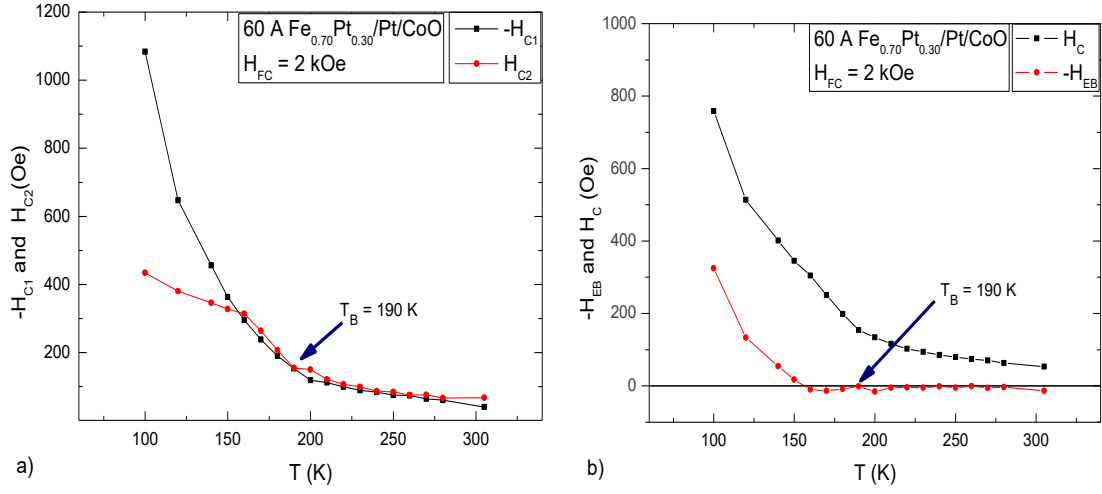 60 A Fe0.70Pt0.30/Pt/CoO
HFC = 2 kOe
-HC1
HC2
-HC1 and HC2(Oe)
1200
1000
800
600
400
200
TB = 190 K
100 150 200 250 300
T (K)
a)
60 A Fe0.70Pt0.30/Pt/CoO
HFC = 2 kOe
HC
-HEB
-HEB and HC (Oe)
1000
800
600
400
200
0
TB = 190 K
100 150 200 250 300
T (K)
b)